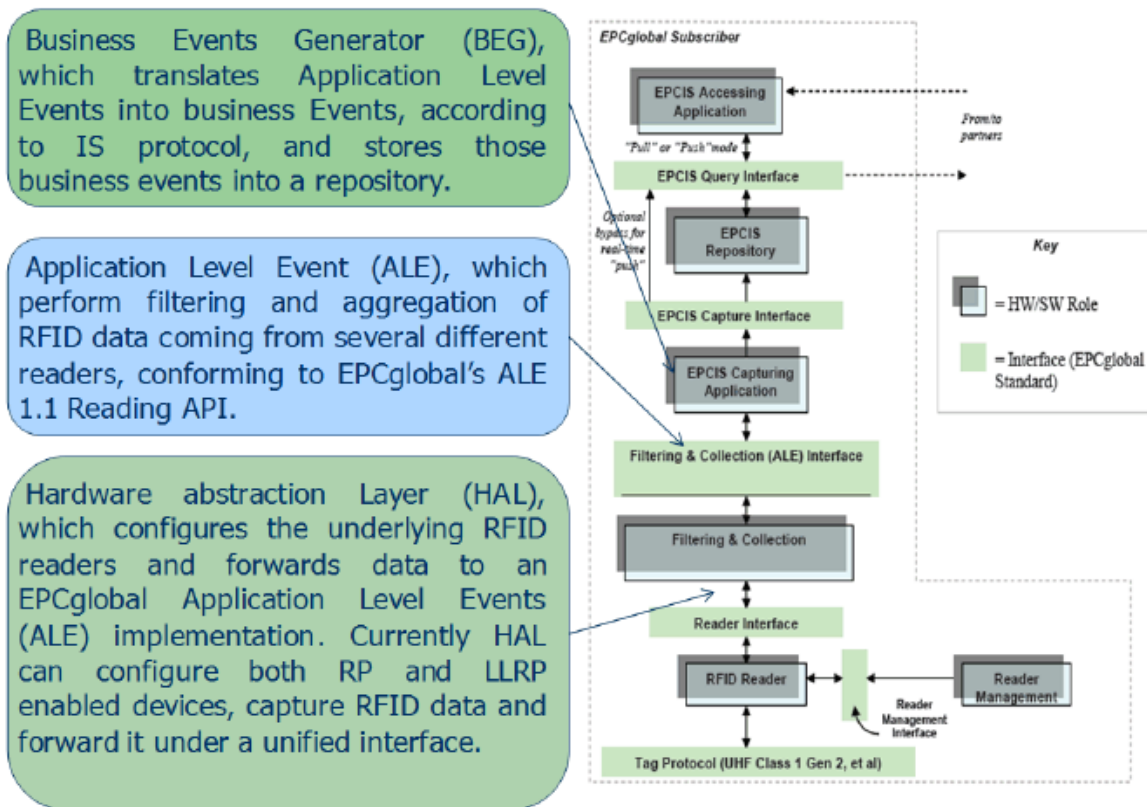 Business Events Generator (BEG),
which translates Application Level
Events into business Events, according
to IS protocol, and stores those
business events into a repository.
Application Level Event (ALE), which
perform filtering and aggregation of
RFID data coming from several different
readers, conforming to EPCglobal's ALE
1.1 Reading API.
Hardware abstraction Layer (HAL),
which configures the underlying RFID
readers and forwards data to an
EPCglobal Application Level Events
(ALE) implementation. Currently HAL
can configure both RP and LLRP
enabled devices, capture RFID data and
forward it under a unified interface.
EPCglobal Subscriber
EPCIS Accessing
Application
From/to
partners
"Pull" or "Push"mode
EPCIS Query Interface
Optional
bypass for
real-time
"push"
EPCIS
Repository
EPCIS Capture Interface
EPCIS Capturing
Application
Filtering & Collection (ALE) Interface
Filtering & Collection
Reader Interface
RFID Reader
Reader
Management
Reader
Management
Interface
Tag Protocol (UHF Class 1 Gen 2, et al)
Key
= HW/SW Role
= Interface (EPCglobal
Standard)